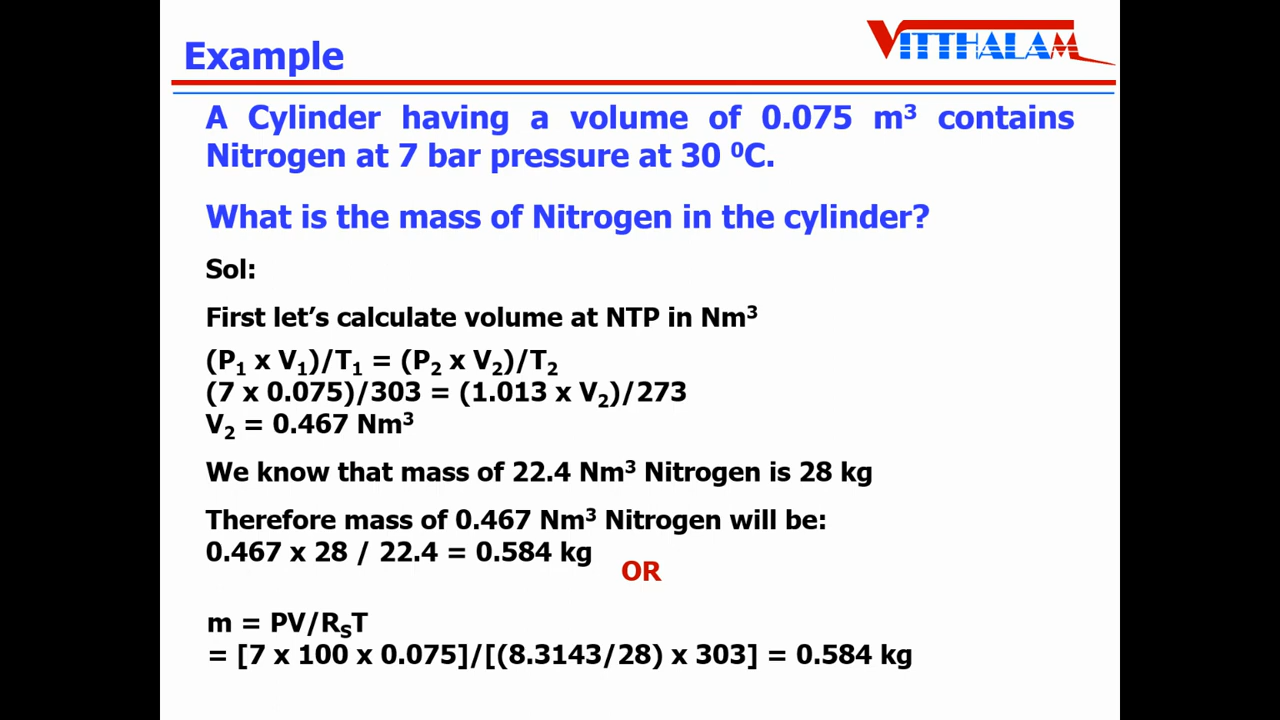 Example
VITTHALAM
A Cylinder having a volume of 0.075 m³ contains
Nitrogen at 7 bar pressure at 30 ⁰C.
What is the mass of Nitrogen in the cylinder?
Sol:
First let’s calculate volume at NTP in Nm³
(P₁ x V₁)/T₁ = (P₂ x V₂)/T₂
(7 x 0.075)/303 = (1.013 x V₂)/273
V₂ = 0.467 Nm³
We know that mass of 22.4 Nm³ Nitrogen is 28 kg
Therefore mass of 0.467 Nm³ Nitrogen will be:
0.467 x 28 / 22.4 = 0.584 kg
OR
m = PV/RₛT
= [7 x 100 x 0.075]/[(8.3143/28) x 303] = 0.584 kg